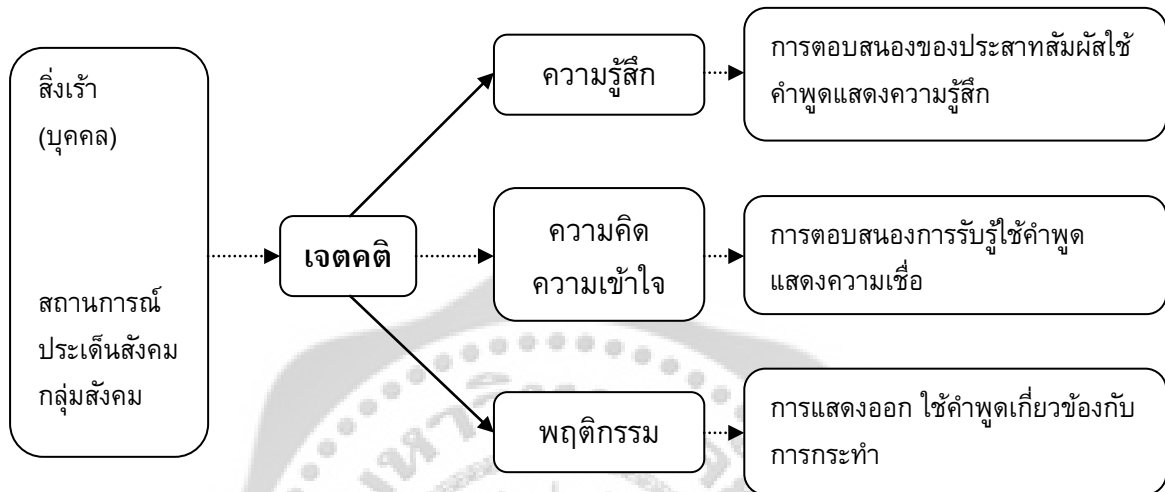 สิ่งเร้า
(บุคคล)
สถานการณ์
ประเด็นสังคม
กลุ่มสังคม
เจตคติ
ความรู้สึก
การตอบสนองของประสาทสัมผัสใช้
คำพูดแสดงความรู้สึก
ความคิด
ความเข้าใจ
การตอบสนองการรับรู้ใช้คำพูด
แสดงความเชื่อ
พฤติกรรม
การแสดงออก ใช้คำพูดเกี่ยวข้องกับ
การกระทำ